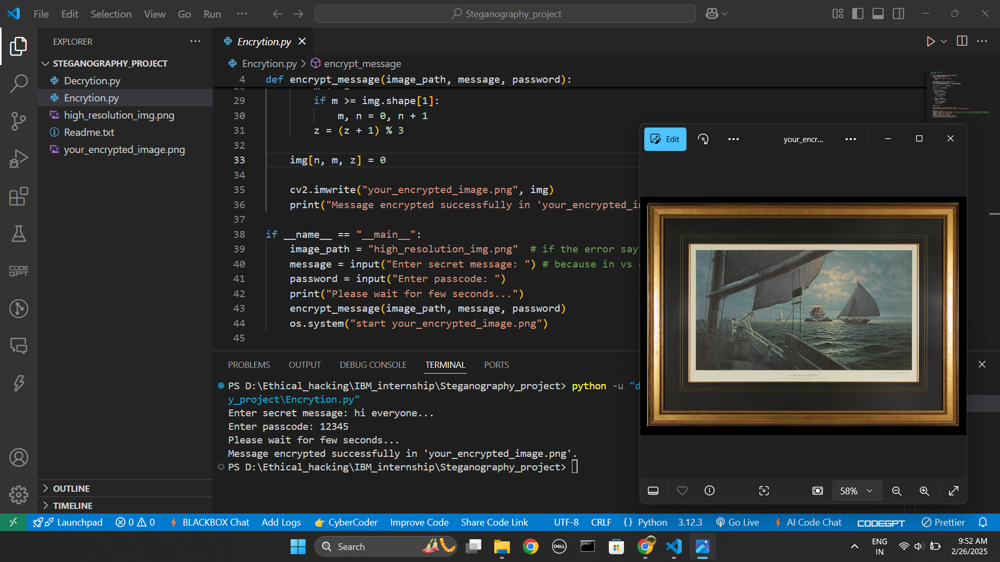 File Edit Selection View Go Run ... Steganography_project
EXPLORER ...
STEGANOGRAPHY_PROJECT
Decrytion.py
Encrytion.py
high_resolution_img.png
Readme.txt
your_encrypted_image.png
OUTLINE
TIMELINE
Encrytion.py
Encrytion.py > encrypt_message
4 def encrypt_message(image_path, message, password):
29 if m >= img.shape[1]:
30 m, n = 0, n + 1
31 z = (z + 1) % 3
32
33 img[n, m, z] = 0
34
35 cv2.imwrite("your_encrypted_image.png", img)
36 print("Message encrypted successfully in 'your_encrypted_i
37
38 if __name__ == "__main__":
39 image_path = "high_resolution_img.png" # if the error say
40 message = input("Enter secret message: ") # because in vs
41 password = input("Enter passcode: ")
42 print("Please wait for few seconds...")
43 encrypt_message(image_path, message, password)
44 os.system("start your_encrypted_image.png")
45
PROBLEMS OUTPUT DEBUG CONSOLE TERMINAL PORTS
PS D:\Ethical_hacking\IBM_internship\Steganography_project> python -u "d
y_project\Encrytion.py"
Enter secret message: hi everyone...
Enter passcode: 12345
Please wait for few seconds...
Message encrypted successfully in 'your_encrypted_image.png'.
PS D:\Ethical_hacking\IBM_internship\Steganography_project>
Edit ... your_encr... ...
58%
Launchpad 0 0 BLACKBOX Chat Add Logs CyberCoder Improve Code Share Code Link UTF-8 CRLF {} Python 3.12.3 Go Live AI Code Chat CODEGPT Prettier
CODE
GPT
Search
DELL
ENG
IN
9:52 AM
2/26/2025